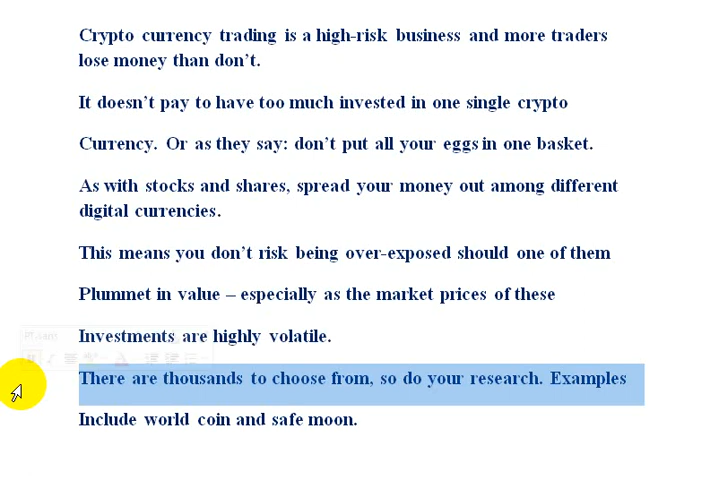 Crypto currency trading is a high-risk business and more traders
lose money than don't.
It doesn't pay to have too much invested in one single crypto
Currency. Or as they say: don't put all your eggs in one basket.
As with stocks and shares, spread your money out among different
digital currencies.
This means you don't risk being over-exposed should one of them
Plummet in value – especially as the market prices of these
Investments are highly volatile.
There are thousands to choose from, so do your research. Examples
Include world coin and safe moon.